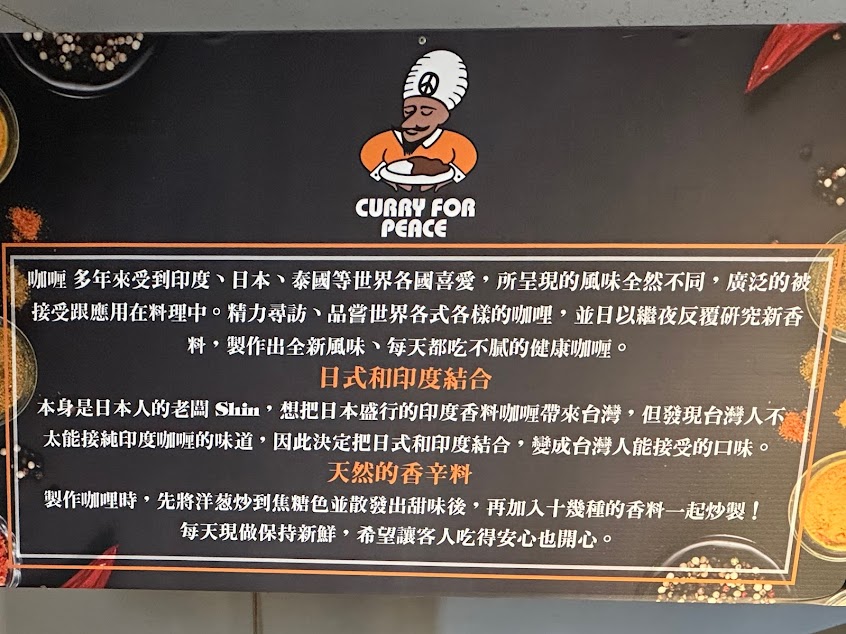 CURRY FOR
PEACE
咖喱 多年來受到印度、日本、泰國等世界各國喜愛，所呈現的風味全然不同，廣泛的被
接受跟應用在料理中。精力尋訪、品嘗世界各式各樣的咖哩，並日以繼夜反覆研究新香
料，製作出全新風味、每天都吃不膩的健康咖喱。
日式和印度結合
本身是日本人的老闆 Shin，想把日本盛行的印度香料咖喱帶來台灣，但發現台灣人不
太能接純印度咖喱的味道，因此決定把日式和印度結合，變成台灣人能接受的口味。
天然的香辛料
製作咖哩時，先將洋葱炒到焦糖色並散發出甜味後，再加入十幾種的香料一起炒製！
每天現做保持新鮮，希望讓客人吃得安心也開心。